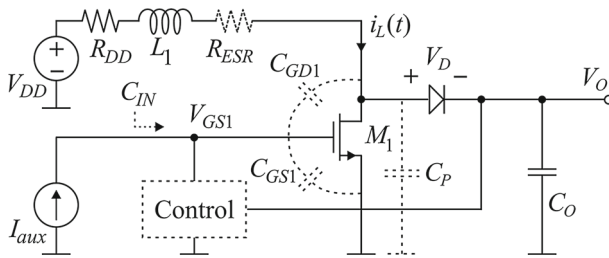 R_DD L_1 R_ESR i_L(t)
V_DD
C_GD1
+ V_D -
V_O
C_IN
V_GS1
M_1
C_GS1
C_P
C_O
I_aux
Control